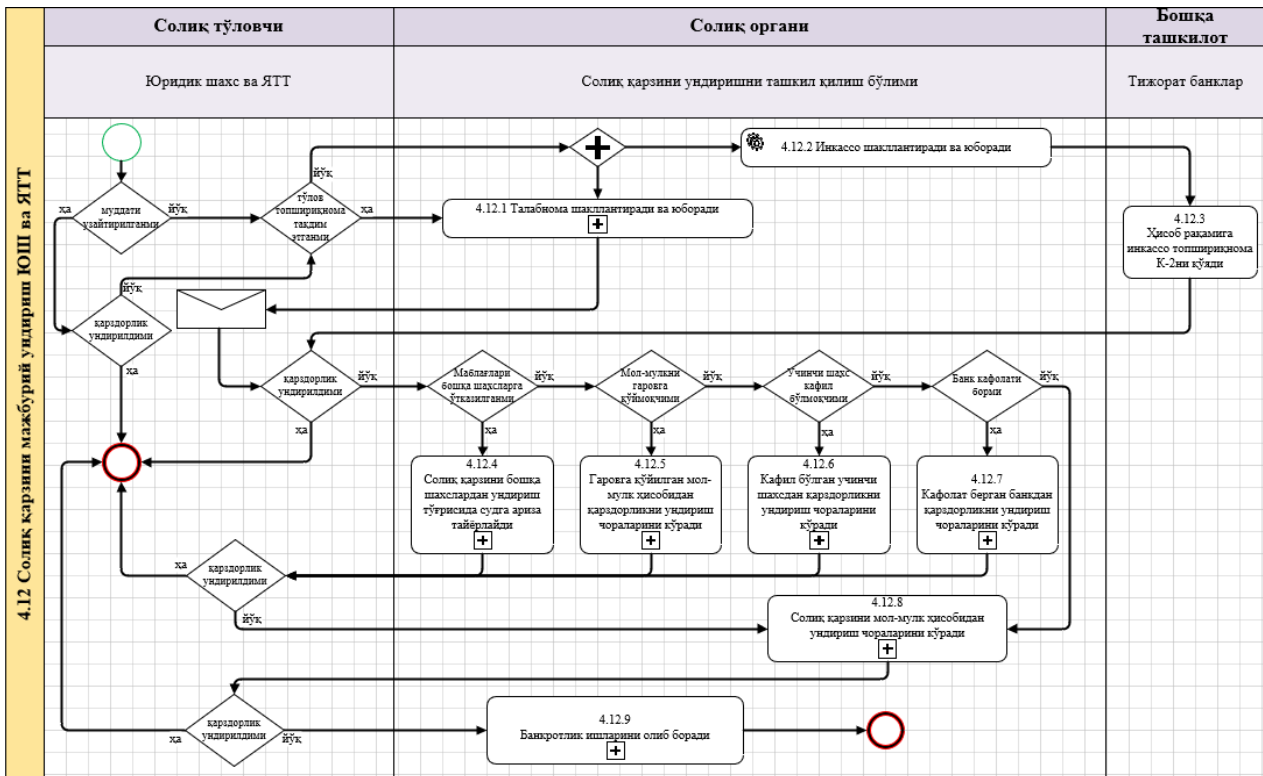 4.12 Солиқ қарзини мажбурий ундириш ЮШ ва ЯТТ
Солиқ тўловчи
Солиқ органи
Бошқа
ташкилот
Юридик шахс ва ЯТТ
Солиқ қарзини ундиришни ташкил қилиш бўлими
Тижорат банклар
муддати
узайтирилганми
ҳа
йўқ
тўлов
топшириқнома
тақдим
этганми
йўқ
ҳа
4.12.2 Инкассо шакллантиради ва юборади
4.12.1 Талабнома шакллантиради ва юборади
4.12.3
Ҳисоб рақамига
инкассо топшириқнома
К-2ни қўяди
қарздорлик
ундирилдими
йўқ
ҳа
қарздорлик
ундирилдими
йўқ
ҳа
Маблағлари
бошқа шахсларга
ўтказилганми
йўқ
ҳа
Мол-мулкни
гаровга
қўймоқчими
йўқ
ҳа
Учинчи шахс
кафил
бўлмоқчими
йўқ
ҳа
Банк кафолати
борми
йўқ
ҳа
4.12.4
Солиқ қарзини бошқа
шахслардан ундириш
тўғрисида судга ариза
тайёрлайди
4.12.5
Гаровга қўйилган мол-
мулк ҳисобидан
қарздорликни ундириш
чораларини кўради
4.12.6
Кафил бўлган учинчи
шахсдан қарздорликни
ундириш чораларини
кўради
4.12.7
Кафолат берган банкдан
қарздорликни ундириш
чораларини кўради
қарздорлик
ундирилдими
ҳа
йўқ
4.12.8
Солиқ қарзини мол-мулк ҳисобидан
ундириш чораларини кўради
қарздорлик
ундирилдими
ҳа
йўқ
4.12.9
Банкротлик ишларини олиб боради